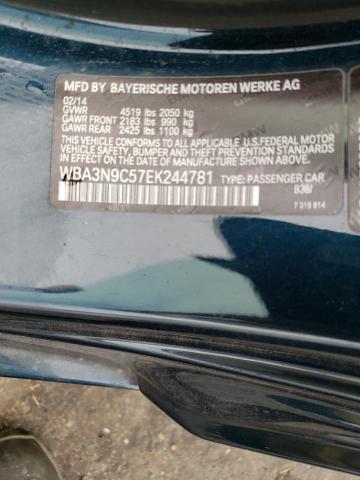 MFD BY BAYERISCHE MOTOREN WERKE AG
02/14
GVWR 4519 lbs 2050 kg
GAWR FRONT 2183 lbs 990 kg
GAWR REAR 2425 lbs 1100 kg
THIS VEHICLE CONFORMS TO ALL
APPLICABLE U.S. FEDERAL MOTOR
VEHICLE SAFETY, BUMPER, AND
THEFT PREVENTION STANDARDS IN
EFFECT ON THE DATE OF
MANUFACTURE SHOWN ABOVE.
WBA3N9C57EK244781 TYPE: PASSENGER CAR
7 315 814